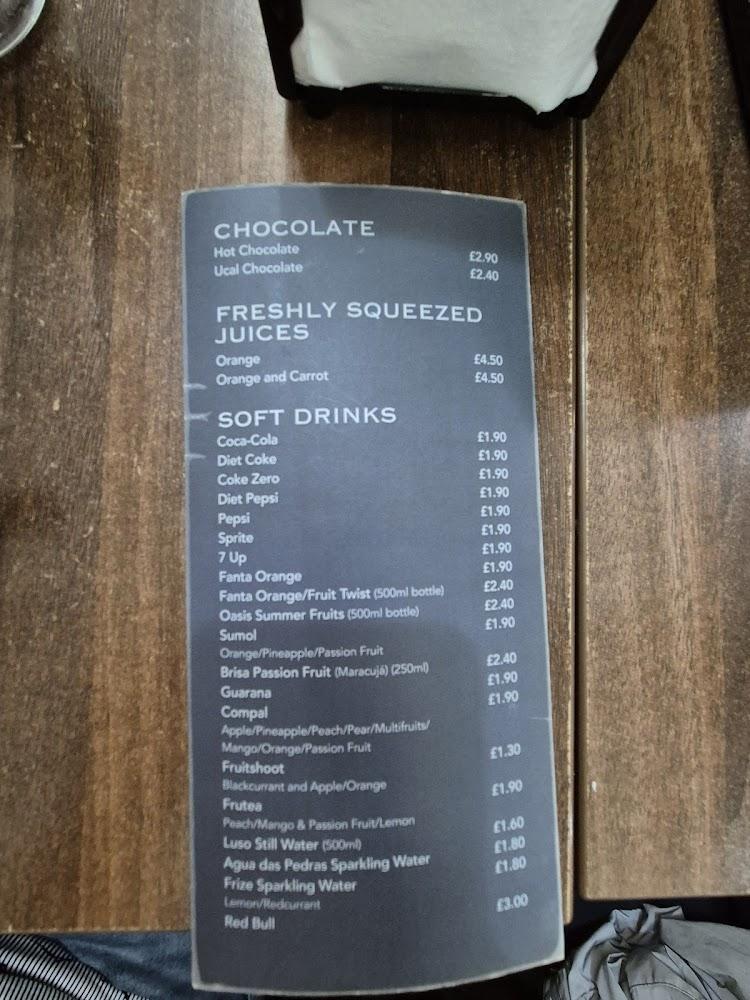 CHOCOLATE
Hot Chocolate £2.90
Ucal Chocolate £2.40
FRESHLY SQUEEZED
JUICES
Orange £4.50
Orange and Carrot £4.50
SOFT DRINKS
Coca-Cola £1.90
Diet Coke £1.90
Coke Zero £1.90
Diet Pepsi £1.90
Pepsi £1.90
Sprite £1.90
7 Up £1.90
Fanta Orange £1.90
Fanta Orange/Fruit Twist (500ml bottle) £2.40
Oasis Summer Fruits (500ml bottle) £2.40
Sumol £1.90
Orange/Pineapple/Passion Fruit
Brisa Passion Fruit (Maracujá) (250ml) £2.40
Guarana £1.90
Compal £1.90
Apple/Pineapple/Peach/Pear/Multifruits/
Mango/Orange/Passion Fruit
Fruitshoot £1.30
Blackcurrant and Apple/Orange
Frutea £1.90
Peach/Mango & Passion Fruit/Lemon
Luso Still Water (500ml) £1.60
Agua das Pedras Sparkling Water £1.80
Frize Sparkling Water £1.80
Lemon/Redcurrant
Red Bull £3.00